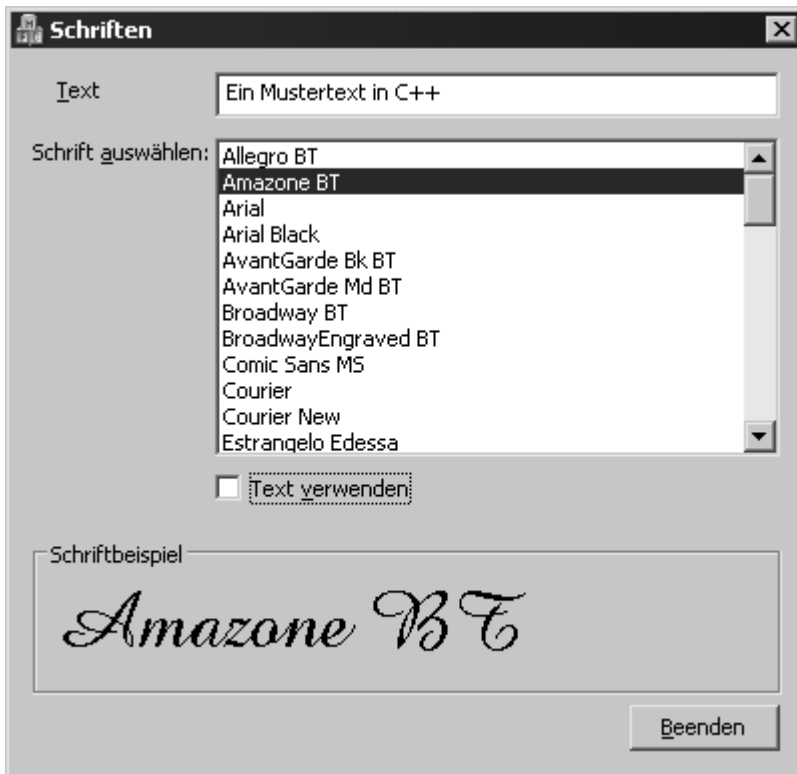 Schriften
Text
Ein Mustertext in C++
Schrift auswählen:
Allegro BT
Amazone BT
Arial
Arial Black
AvantGarde Bk BT
AvantGarde Md BT
Broadway BT
BroadwayEngraved BT
Comic Sans MS
Courier
Courier New
Estrangelo Edessa
Text verwenden
Schriftbeispiel
Amazone BT
Beenden